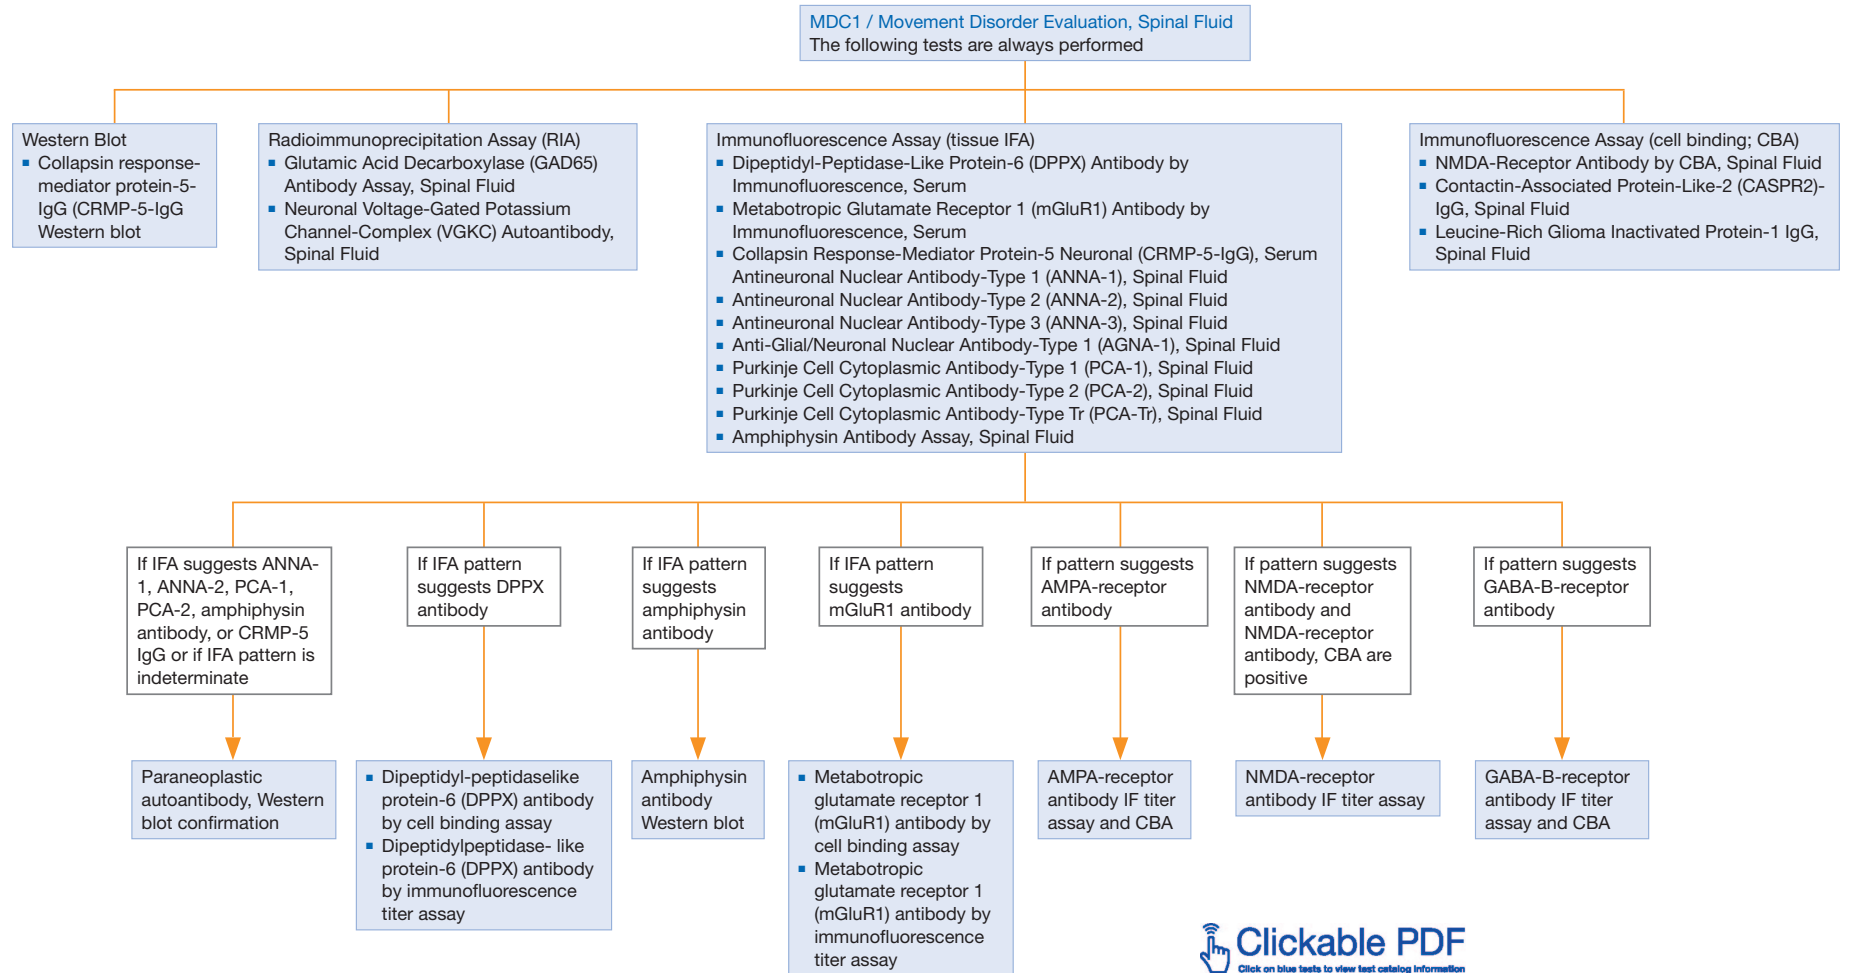 MDC1 / Movement Disorder Evaluation, Spinal Fluid
The following tests are always performed
Western Blot
▪ Collapsin response-
mediator protein-5-
IgG (CRMP-5-IgG
Western blot
Radioimmunoprecipitation Assay (RIA)
▪ Glutamic Acid Decarboxylase (GAD65)
Antibody Assay, Spinal Fluid
▪ Neuronal Voltage-Gated Potassium
Channel-Complex (VGKC) Autoantibody,
Spinal Fluid
Immunofluorescence Assay (tissue IFA)
▪ Dipeptidyl-Peptidase-Like Protein-6 (DPPX) Antibody by
Immunofluorescence, Serum
▪ Metabotropic Glutamate Receptor 1 (mGluR1) Antibody by
Immunofluorescence, Serum
▪ Collapsin Response-Mediator Protein-5 Neuronal (CRMP-5-IgG), Serum
Antineuronal Nuclear Antibody-Type 1 (ANNA-1), Spinal Fluid
▪ Antineuronal Nuclear Antibody-Type 2 (ANNA-2), Spinal Fluid
▪ Antineuronal Nuclear Antibody-Type 3 (ANNA-3), Spinal Fluid
▪ Anti-Glial/Neuronal Nuclear Antibody-Type 1 (AGNA-1), Spinal Fluid
▪ Purkinje Cell Cytoplasmic Antibody-Type 1 (PCA-1), Spinal Fluid
▪ Purkinje Cell Cytoplasmic Antibody-Type 2 (PCA-2), Spinal Fluid
▪ Purkinje Cell Cytoplasmic Antibody-Type Tr (PCA-Tr), Spinal Fluid
▪ Amphiphysin Antibody Assay, Spinal Fluid
Immunofluorescence Assay (cell binding; CBA)
▪ NMDA-Receptor Antibody by CBA, Spinal Fluid
▪ Contactin-Associated Protein-Like-2 (CASPR2)-
IgG, Spinal Fluid
▪ Leucine-Rich Glioma Inactivated Protein-1 IgG,
Spinal Fluid
If IFA suggests ANNA-
1, ANNA-2, PCA-1,
PCA-2, amphiphysin
antibody, or CRMP-5
IgG or if IFA pattern is
indeterminate
If IFA pattern
suggests DPPX
antibody
If IFA pattern
suggests
amphiphysin
antibody
If IFA pattern
suggests
mGluR1 antibody
If pattern suggests
AMPA-receptor
antibody
If pattern suggests
NMDA-receptor
antibody and
NMDA-receptor
antibody, CBA are
positive
If pattern suggests
GABA-B-receptor
antibody
Paraneoplastic
autoantibody, Western
blot confirmation
▪ Dipeptidyl-peptidaselike
protein-6 (DPPX) antibody
by cell binding assay
▪ Dipeptidylpeptidase- like
protein-6 (DPPX) antibody
by immunofluorescence
titer assay
Amphiphysin
antibody
Western blot
▪ Metabotropic
glutamate receptor 1
(mGluR1) antibody by
cell binding assay
▪ Metabotropic
glutamate receptor 1
(mGluR1) antibody by
immunofluorescence
titer assay
AMPA-receptor
antibody IF titer
assay and CBA
NMDA-receptor
antibody IF titer assay
GABA-B-receptor
antibody IF titer
assay and CBA
Clickable PDF
Click on blue tests to view test catalog information